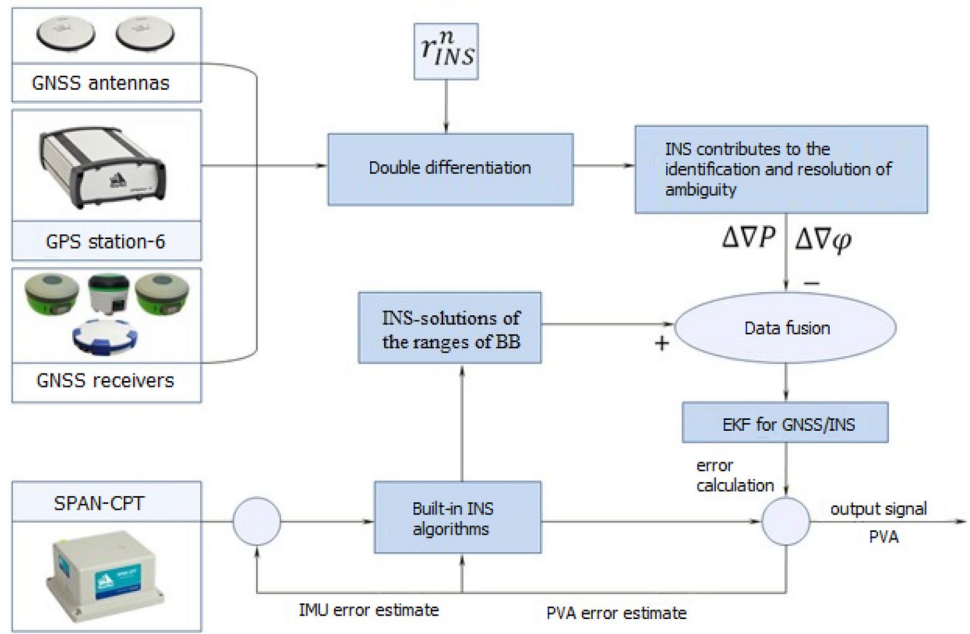 GNSS antennas
GPS station-6
GNSS receivers
SPAN-CPT
r^n_INS
Double differentiation
INS contributes to the
identification and resolution of
ambiguity
Δ∇P Δ∇φ
−
INS-solutions of
the ranges of BB
+
Data fusion
EKF for GNSS/INS
error
calculation
Built-in INS
algorithms
output signal
PVA
IMU error estimate
PVA error estimate